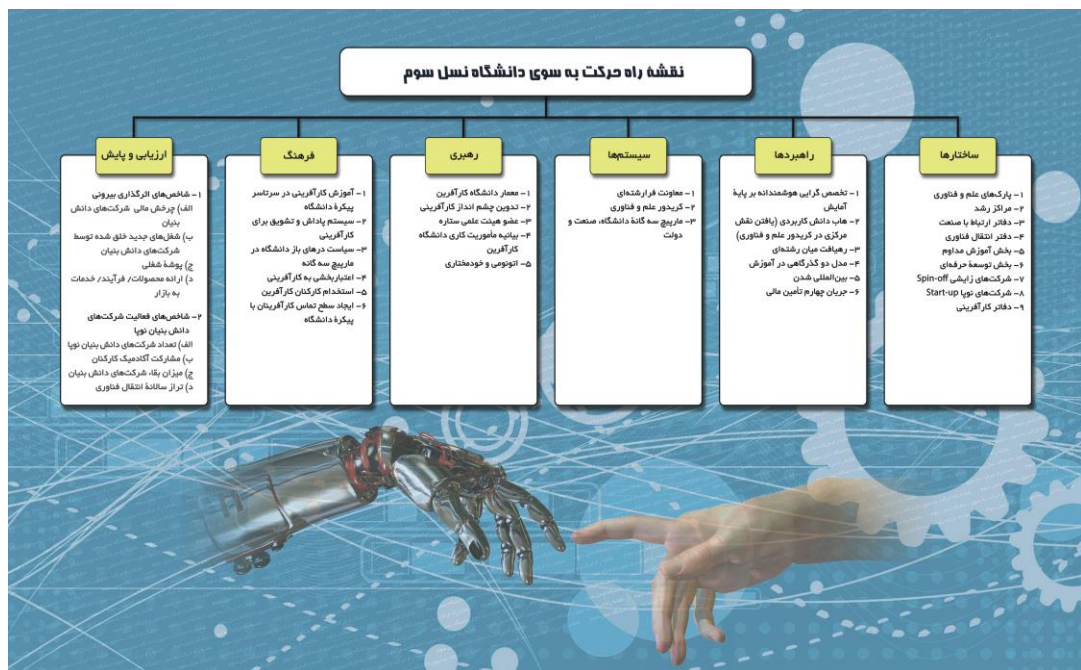 نقشهٔ راه حرکت به سوی دانشگاه نسل سوم
ساختارها
۱- پارک‌های علم و فناوری
۲- مراکز رشد
۳- دفاتر ارتباط با صنعت
۴- دفتر انتقال فناوری
۵- بخش آموزش مداوم
۶- بخش توسعهٔ حرفه‌ای
۷- شرکت‌های زایشی Spin-off
۸- شرکت‌های نوپا Start-up
۹- دفاتر کارآفرینی
راهبردها
۱- تخصص گرایی هوشمندانه بر پایهٔ
آمایش
۲- هاب دانش کاربردی (یافتن نقش
مرکزی در کریدور علم و فناوری)
۳- رهیافت میان رشته‌ای
۴- مدل دو گذرگاهی در آموزش
۵- بین‌المللی شدن
۶- جریان چهارم تأمین مالی
سیستم‌ها
۱- معاونت فرارشته‌ای
۲- کریدور علم و فناوری
۳- مارپیچ سه گانهٔ دانشگاه، صنعت و
دولت
رهبری
۱- معمار دانشگاه کارآفرین
۲- تدوین چشم انداز کارآفرینی
۳- عضو هیئت علمی ستاره
۴- بیانیه مأموریت کاری دانشگاه
کارآفرین
۵- اتونومی و خودمختاری
فرهنگ
۱- آموزش کارآفرینی در سرتاسر
پیکرهٔ دانشگاه
۲- سیستم پاداش و تشویق برای
کارآفرینی
۳- سیاست درهای باز دانشگاه در
مارپیچ سه گانه
۴- اعتباربخشی به کارآفرینی
۵- استخدام کارکنان کارآفرین
۶- ایجاد سطح تماس کارآفرینان با
پیکرهٔ دانشگاه
ارزیابی و پایش
۱- شاخص‌های اثرگذاری بیرونی
الف) چرخش مالی شرکت‌های دانش
بنیان
ب) شغل‌های جدید خلق شده توسط
شرکت‌های دانش بنیان
ج) پوشهٔ شغلی
د) ارائه محصولات/ فرآیند/ خدمات
به بازار
۲- شاخص‌های فعالیت شرکت‌های
دانش بنیان نوپا
الف) تعداد شرکت‌های دانش بنیان نوپا
ب) مشارکت آکادمیک کارکنان
ج) میزان بقاء شرکت‌های دانش بنیان
د) تراز سالانهٔ انتقال فناوری